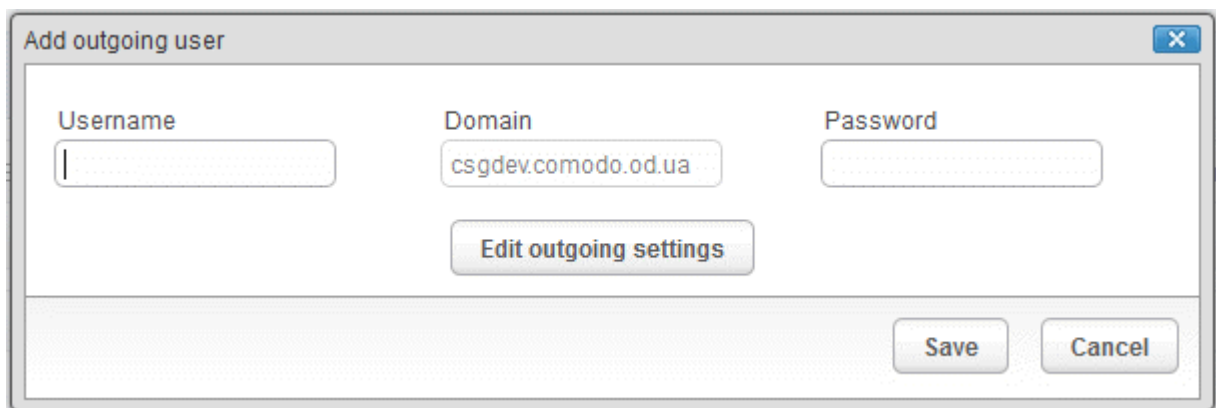 Add outgoing user
Username Domain Password
csgdev.comodo.od.ua
Edit outgoing settings
Save Cancel